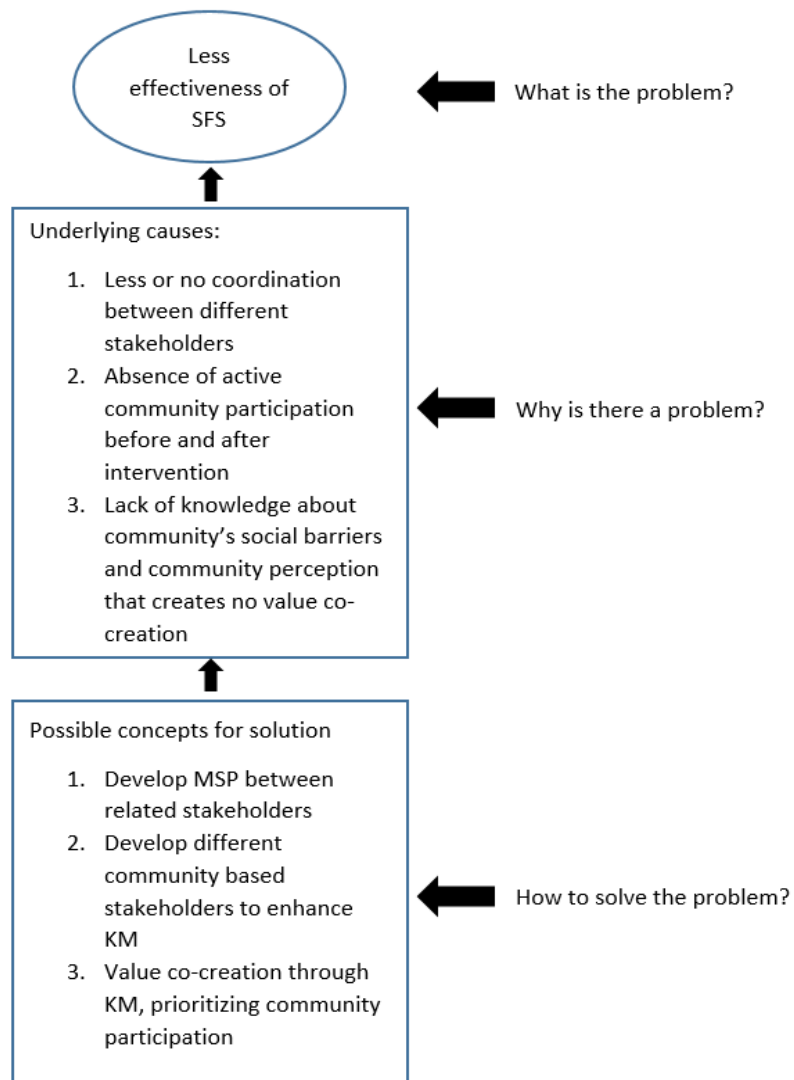 Less
effectiveness of
SFS
What is the problem?
Underlying causes:
1. Less or no coordination
between different
stakeholders
2. Absence of active
community participation
before and after
intervention
3. Lack of knowledge about
community’s social barriers
and community perception
that creates no value co-
creation
Why is there a problem?
Possible concepts for solution
1. Develop MSP between
related stakeholders
2. Develop different
community based
stakeholders to enhance
KM
3. Value co-creation through
KM, prioritizing community
participation
How to solve the problem?